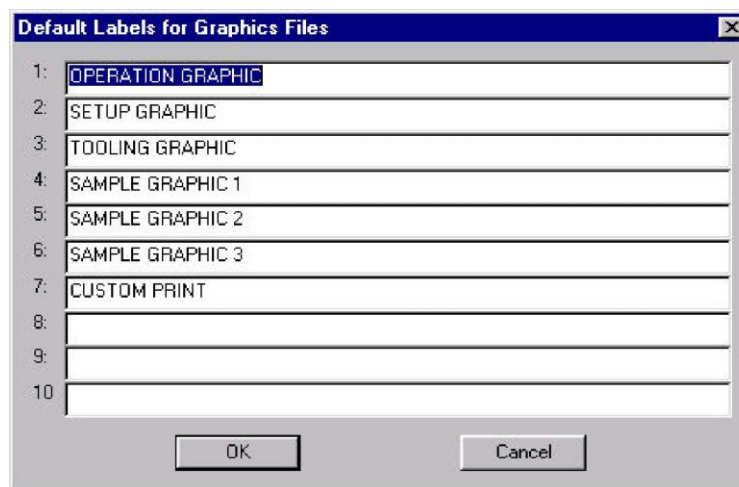 Default Labels for Graphics Files
1: OPERATION GRAPHIC
2: SETUP GRAPHIC
3: TOOLING GRAPHIC
4: SAMPLE GRAPHIC 1
5: SAMPLE GRAPHIC 2
6: SAMPLE GRAPHIC 3
7: CUSTOM PRINT
8:
9:
10
OK Cancel